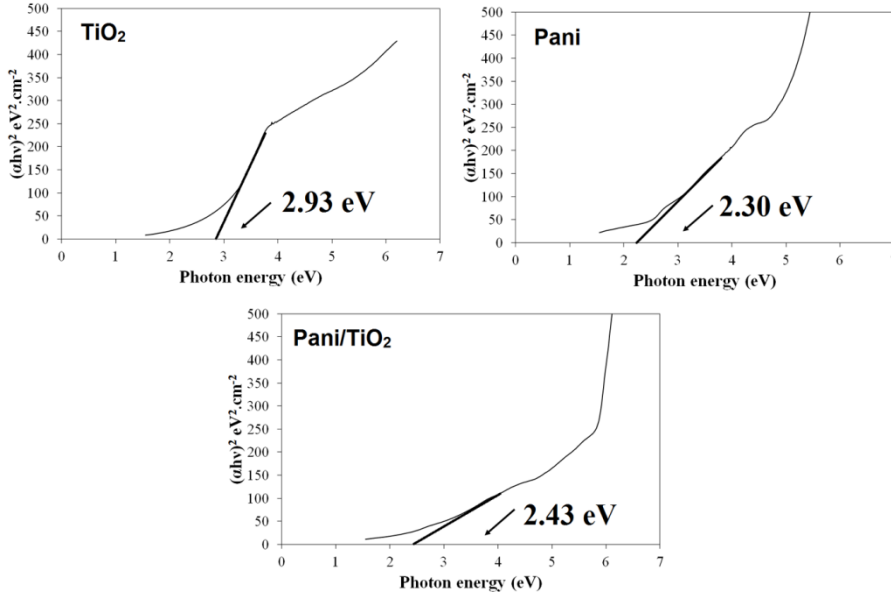 TiO₂
(αhν)² eV².cm⁻²
500
450
400
350
300
250
200
150
100
50
0
2.93 eV
0 1 2 3 4 5 6 7
Photon energy (eV)
Pani
(αhν)² eV².cm⁻²
500
450
400
350
300
250
200
150
100
50
0
2.30 eV
0 1 2 3 4 5 6 7
Photon energy (eV)
Pani/TiO₂
(αhν)² eV².cm⁻²
500
450
400
350
300
250
200
150
100
50
0
2.43 eV
0 1 2 3 4 5 6 7
Photon energy (eV)